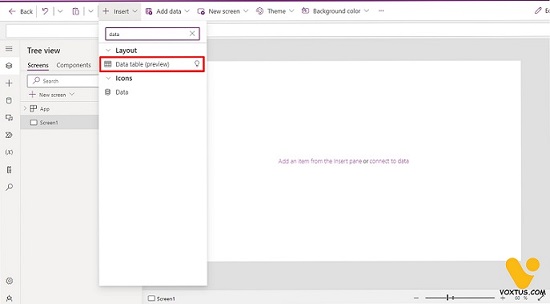 Back
Insert
Add data
New screen
Theme
Background color
Tree view
Screens
Components
Search
New screen
App
Screen1
data
Layout
Data table (preview)
Icons
Data
Add an item from the Insert pane or connect to data
Screen1
60 %
VOXTUS.COM